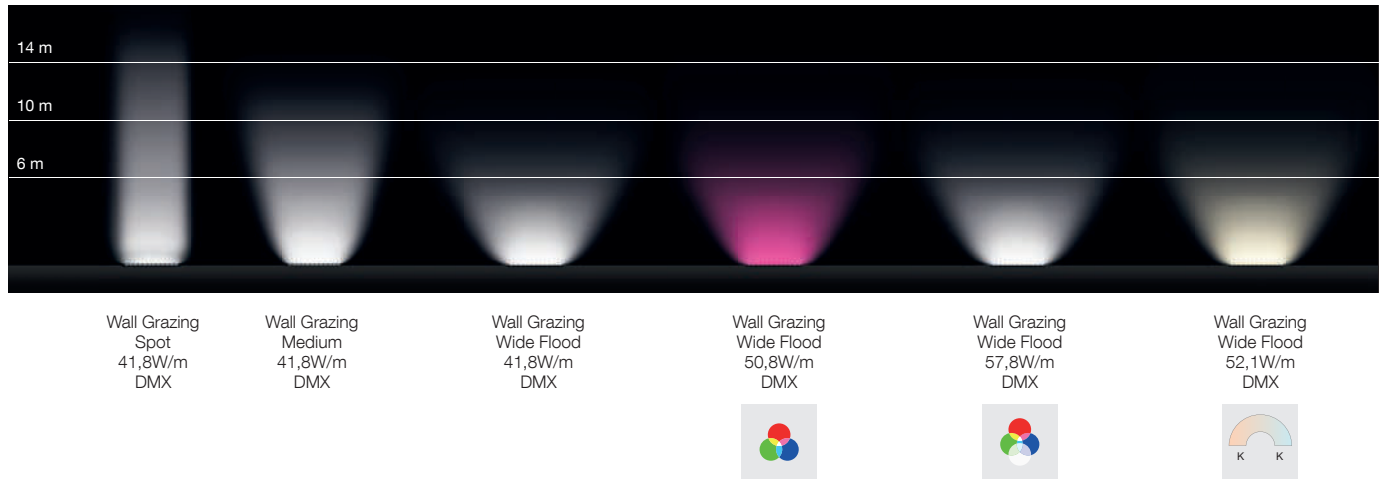 14 m
10 m
6 m
Wall Grazing
Spot
41,8W/m
DMX
Wall Grazing
Medium
41,8W/m
DMX
Wall Grazing
Wide Flood
41,8W/m
DMX
Wall Grazing
Wide Flood
50,8W/m
DMX
Wall Grazing
Wide Flood
57,8W/m
DMX
Wall Grazing
Wide Flood
52,1W/m
DMX
K K